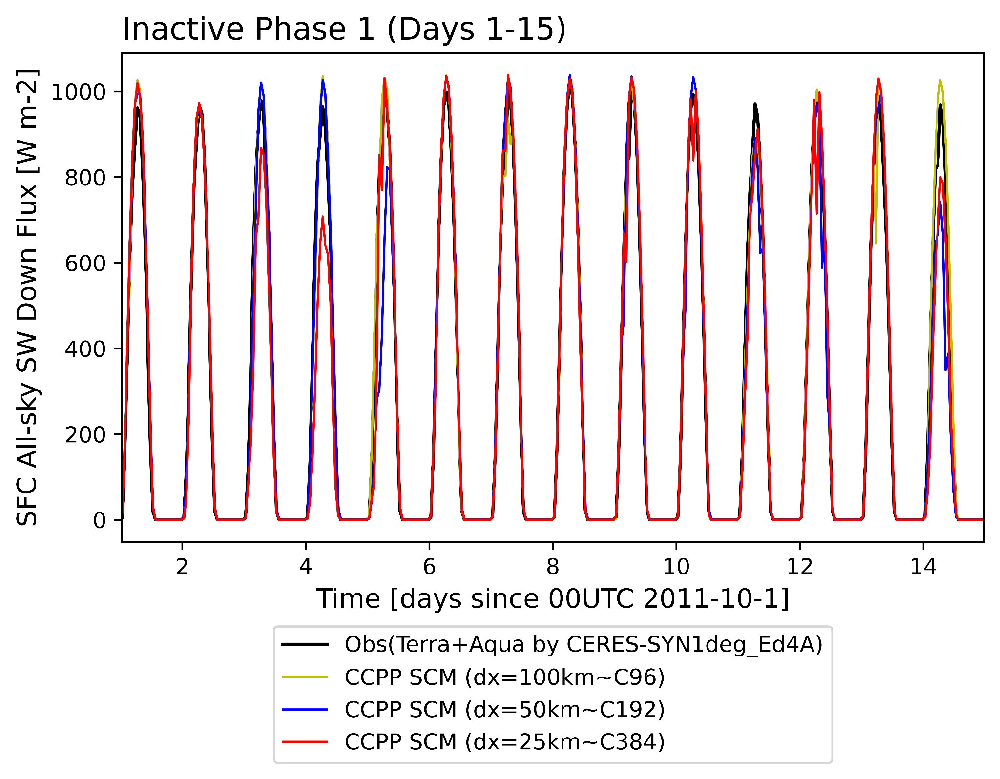 Inactive Phase 1 (Days 1-15)
SFC All-sky SW Down Flux [W m-2]
1000
800
600
400
200
0
2 4 6 8 10 12 14
Time [days since 00UTC 2011-10-1]
Obs(Terra+Aqua by CERES-SYN1deg_Ed4A)
CCPP SCM (dx=100km~C96)
CCPP SCM (dx=50km~C192)
CCPP SCM (dx=25km~C384)